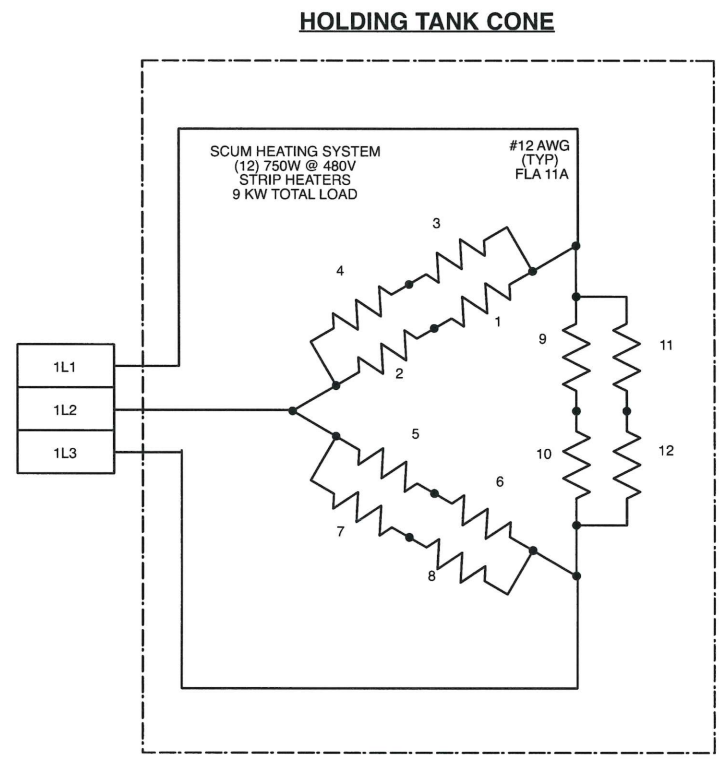 HOLDING TANK CONE
SCUM HEATING SYSTEM
(12) 750W @ 480V
STRIP HEATERS
9 KW TOTAL LOAD
#12 AWG
(TYP)
FLA 11A
3
4
1
2
9
11
1L1
1L2
1L3
5
6
10
12
7
8